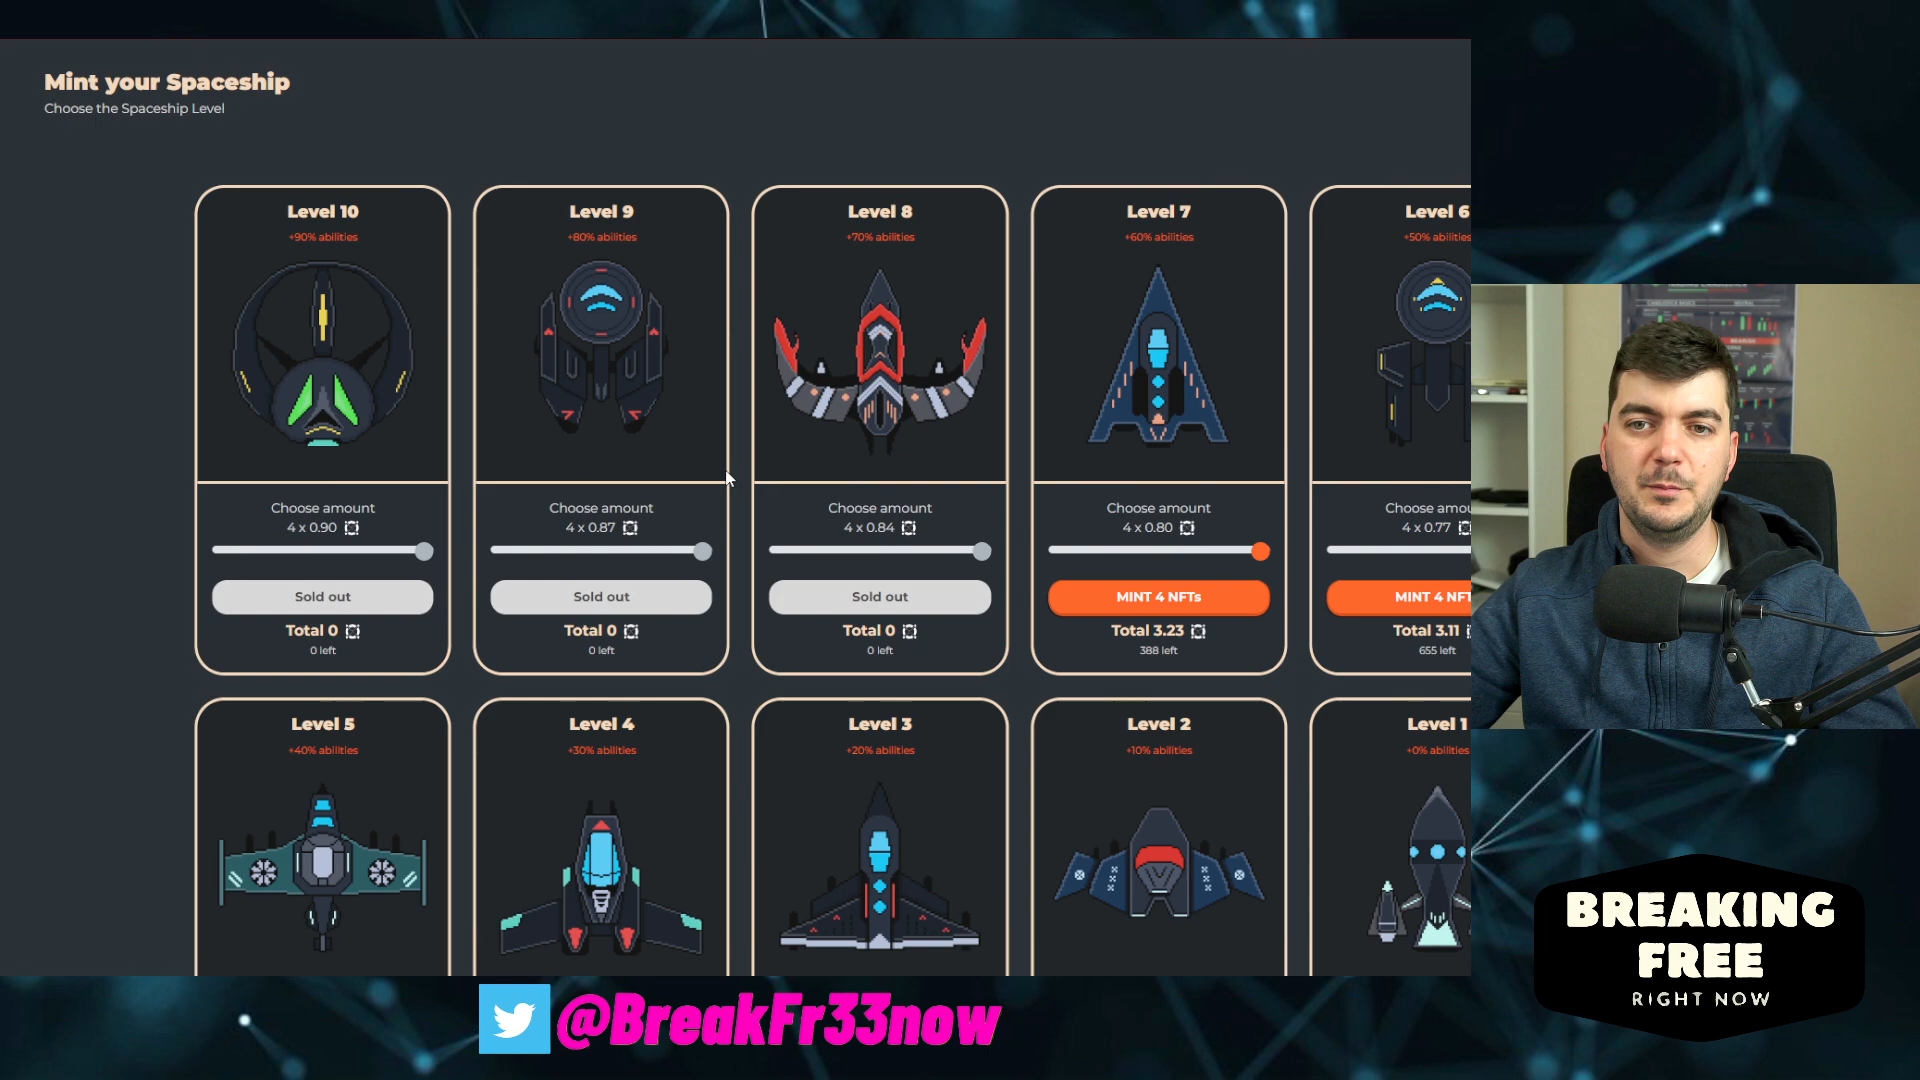 Mint your Spaceship
Choose the Spaceship Level
Level 10
+90% abilities
Choose amount
4 x 0.90
Sold out
Total 0
0 left
Level 9
+80% abilities
Choose amount
4 x 0.87
Sold out
Total 0
0 left
Level 8
+70% abilities
Choose amount
4 x 0.84
Sold out
Total 0
0 left
Level 7
+60% abilities
Choose amount
4 x 0.80
MINT 4 NFTs
Total 3.23
388 left
Level 6
+50% abilities
Choose amou
4 x 0.77
MINT 4 NFT
Total 3.11
655 left
Level 5
+40% abilities
Level 4
+30% abilities
Level 3
+20% abilities
Level 2
+10% abilities
Level 1
+0% abilities
@BreakFr33now
BREAKING
FREE
RIGHT NOW